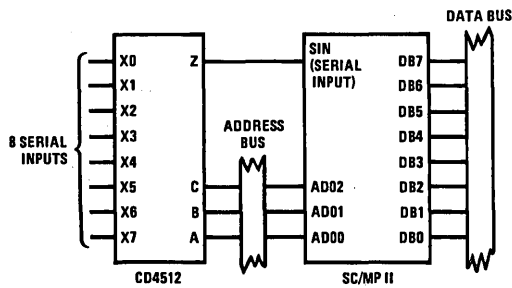 DATA BUS
X0 Z
X1
X2
X3
X4
X5 C
X6 B
X7 A
8 SERIAL
INPUTS
ADDRESS
BUS
SIN
(SERIAL
INPUT)
AD02
AD01
AD00
DB7
DB6
DB5
DB4
DB3
DB2
DB1
DB0
CD4512
SC/MP II